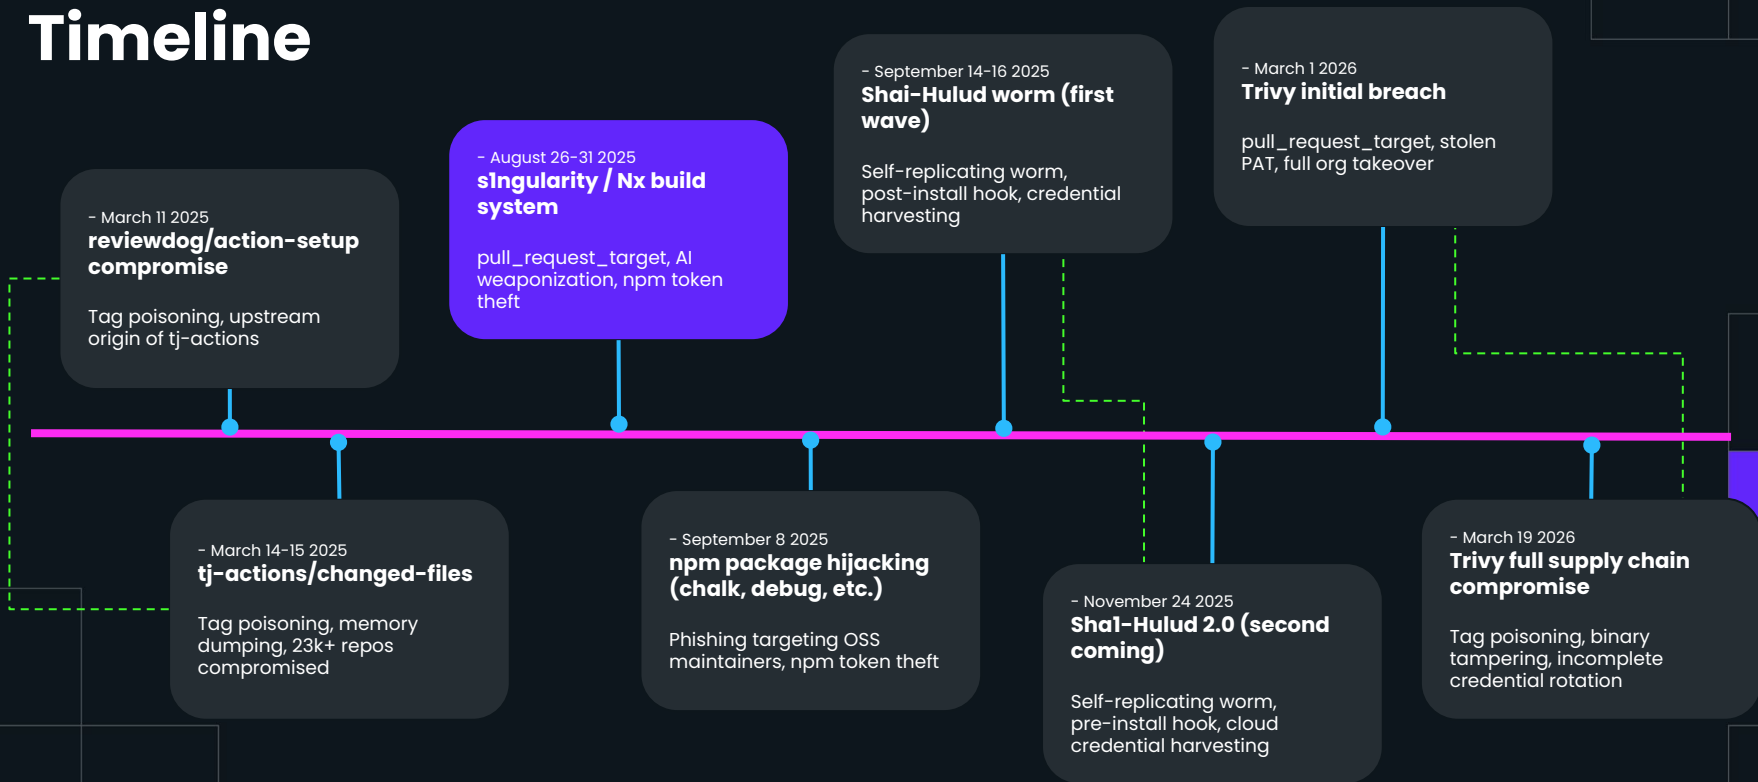 Timeline
- March 11 2025
reviewdog/action-setup
compromise
Tag poisoning, upstream
origin of tj-actions
- March 14-15 2025
tj-actions/changed-files
Tag poisoning, memory
dumping, 23k+ repos
compromised
- August 26-31 2025
s1ngularity / Nx build
system
pull_request_target, AI
weaponization, npm token
theft
- September 8 2025
npm package hijacking
(chalk, debug, etc.)
Phishing targeting OSS
maintainers, npm token theft
- September 14-16 2025
Shai-Hulud worm (first
wave)
Self-replicating worm,
post-install hook, credential
harvesting
- November 24 2025
Sha1-Hulud 2.0 (second
coming)
Self-replicating worm,
pre-install hook, cloud
credential harvesting
- March 1 2026
Trivy initial breach
pull_request_target, stolen
PAT, full org takeover
- March 19 2026
Trivy full supply chain
compromise
Tag poisoning, binary
tampering, incomplete
credential rotation